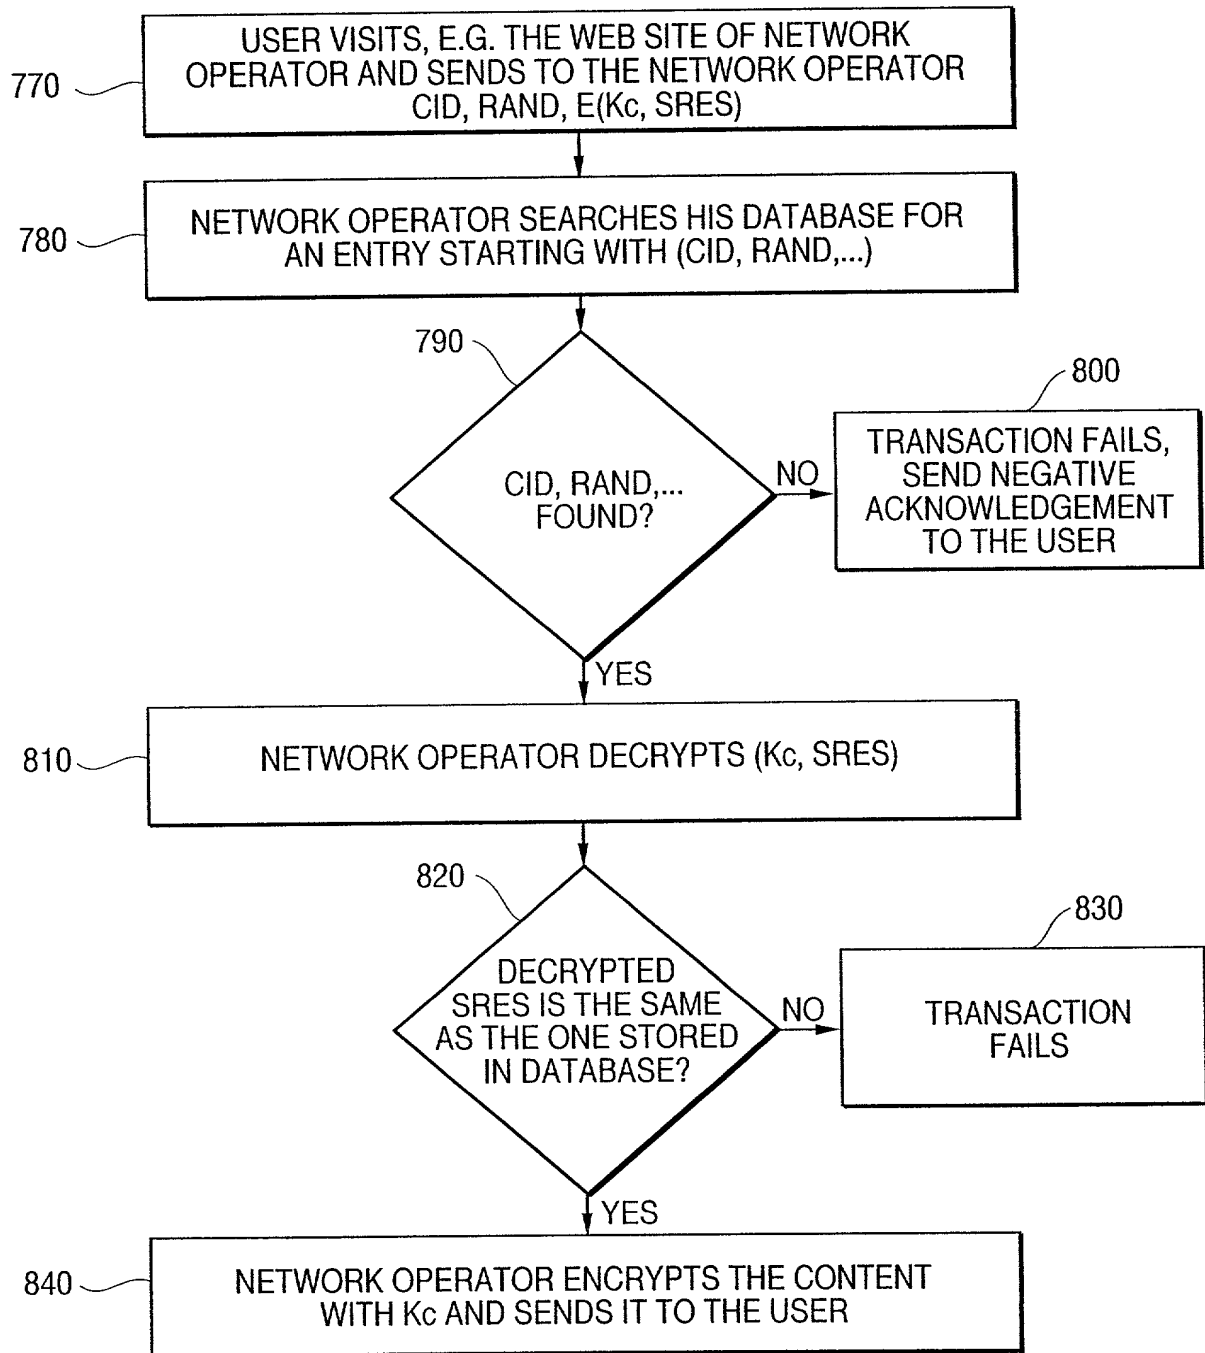 USER VISITS, E.G. THE WEB SITE OF NETWORK
OPERATOR AND SENDS TO THE NETWORK OPERATOR
CID, RAND, E(Kc, SRES)
770
NETWORK OPERATOR SEARCHES HIS DATABASE FOR
AN ENTRY STARTING WITH (CID, RAND,...)
780
790
CID, RAND,...
FOUND?
NO
800
TRANSACTION FAILS,
SEND NEGATIVE
ACKNOWLEDGEMENT
TO THE USER
YES
810
NETWORK OPERATOR DECRYPTS (Kc, SRES)
820
DECRYPTED
SRES IS THE SAME
AS THE ONE STORED
IN DATABASE?
NO
830
TRANSACTION
FAILS
YES
840
NETWORK OPERATOR ENCRYPTS THE CONTENT
WITH Kc AND SENDS IT TO THE USER